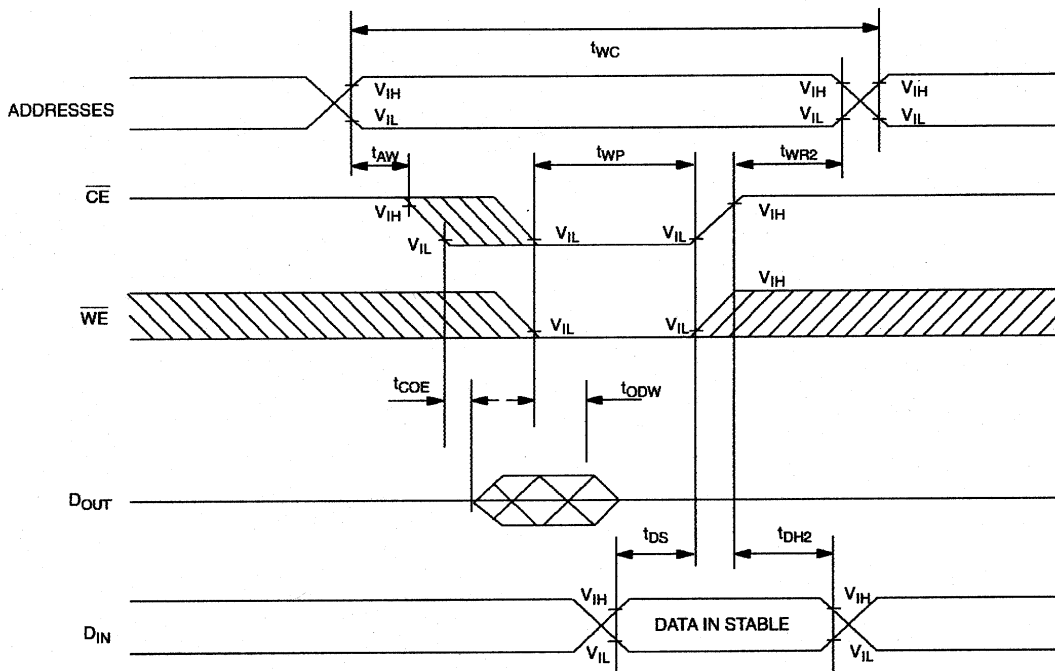 tWC
ADDRESSES
VIH
VIH
VIH
VIL
VIL
VIL
tAW
tWP
tWR2
CE
VIH
VIH
VIL
VIL
VIL
VIH
WE
VIL
VIL
tCOE
tODW
DOUT
tDS
tDH2
VIH
VIH
DIN
DATA IN STABLE
VIL
VIL